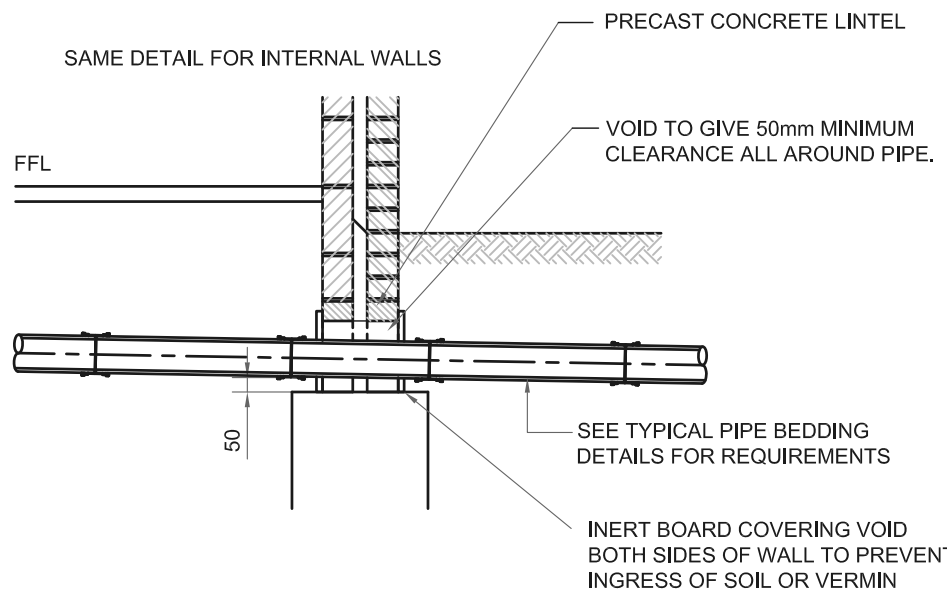 PRECAST CONCRETE LINTEL
SAME DETAIL FOR INTERNAL WALLS
VOID TO GIVE 50mm MINIMUM
CLEARANCE ALL AROUND PIPE.
FFL
50
SEE TYPICAL PIPE BEDDING
DETAILS FOR REQUIREMENTS
INERT BOARD COVERING VOID
BOTH SIDES OF WALL TO PREVENT
INGRESS OF SOIL OR VERMIN